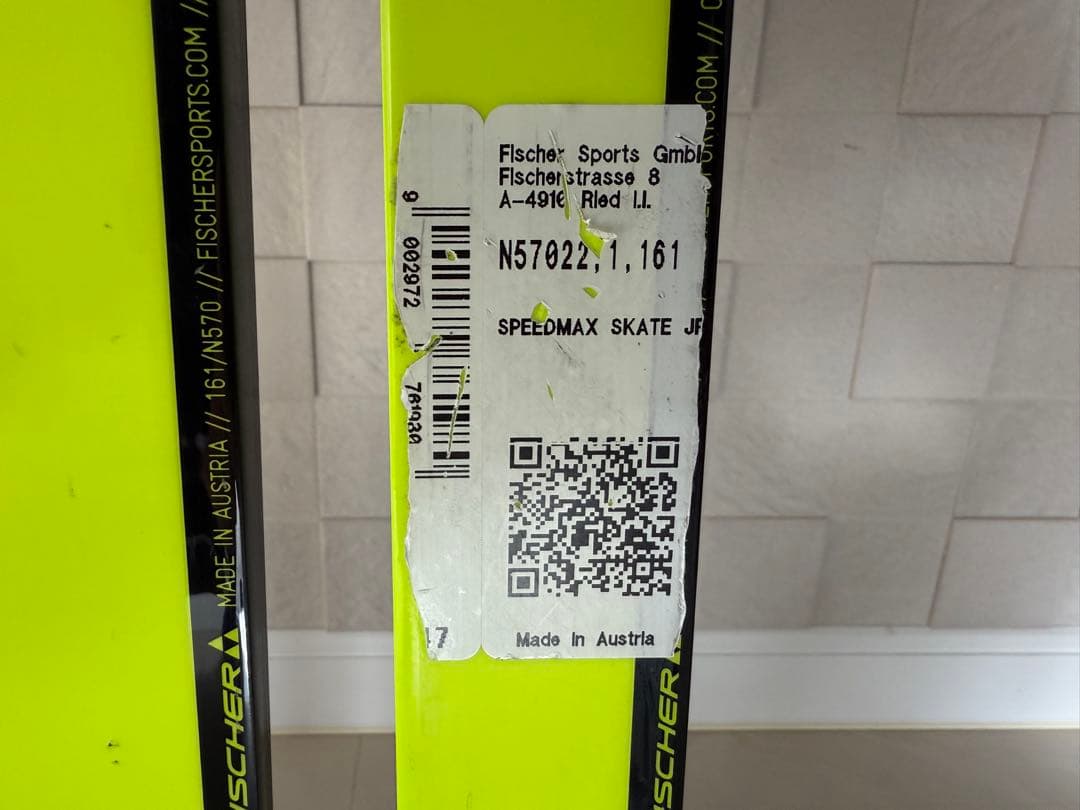 MADE IN AUSTRIA // 161/N570 // FISCHERSPORTS.COM //
FISCHER
Fischer Sports GmbH
Fischerstrasse 8
A-4910 Ried i.I.
N57022,1,161
SPEEDMAX SKATE JR
Made in Austria
9 002972
17
.COM //
FISCHER